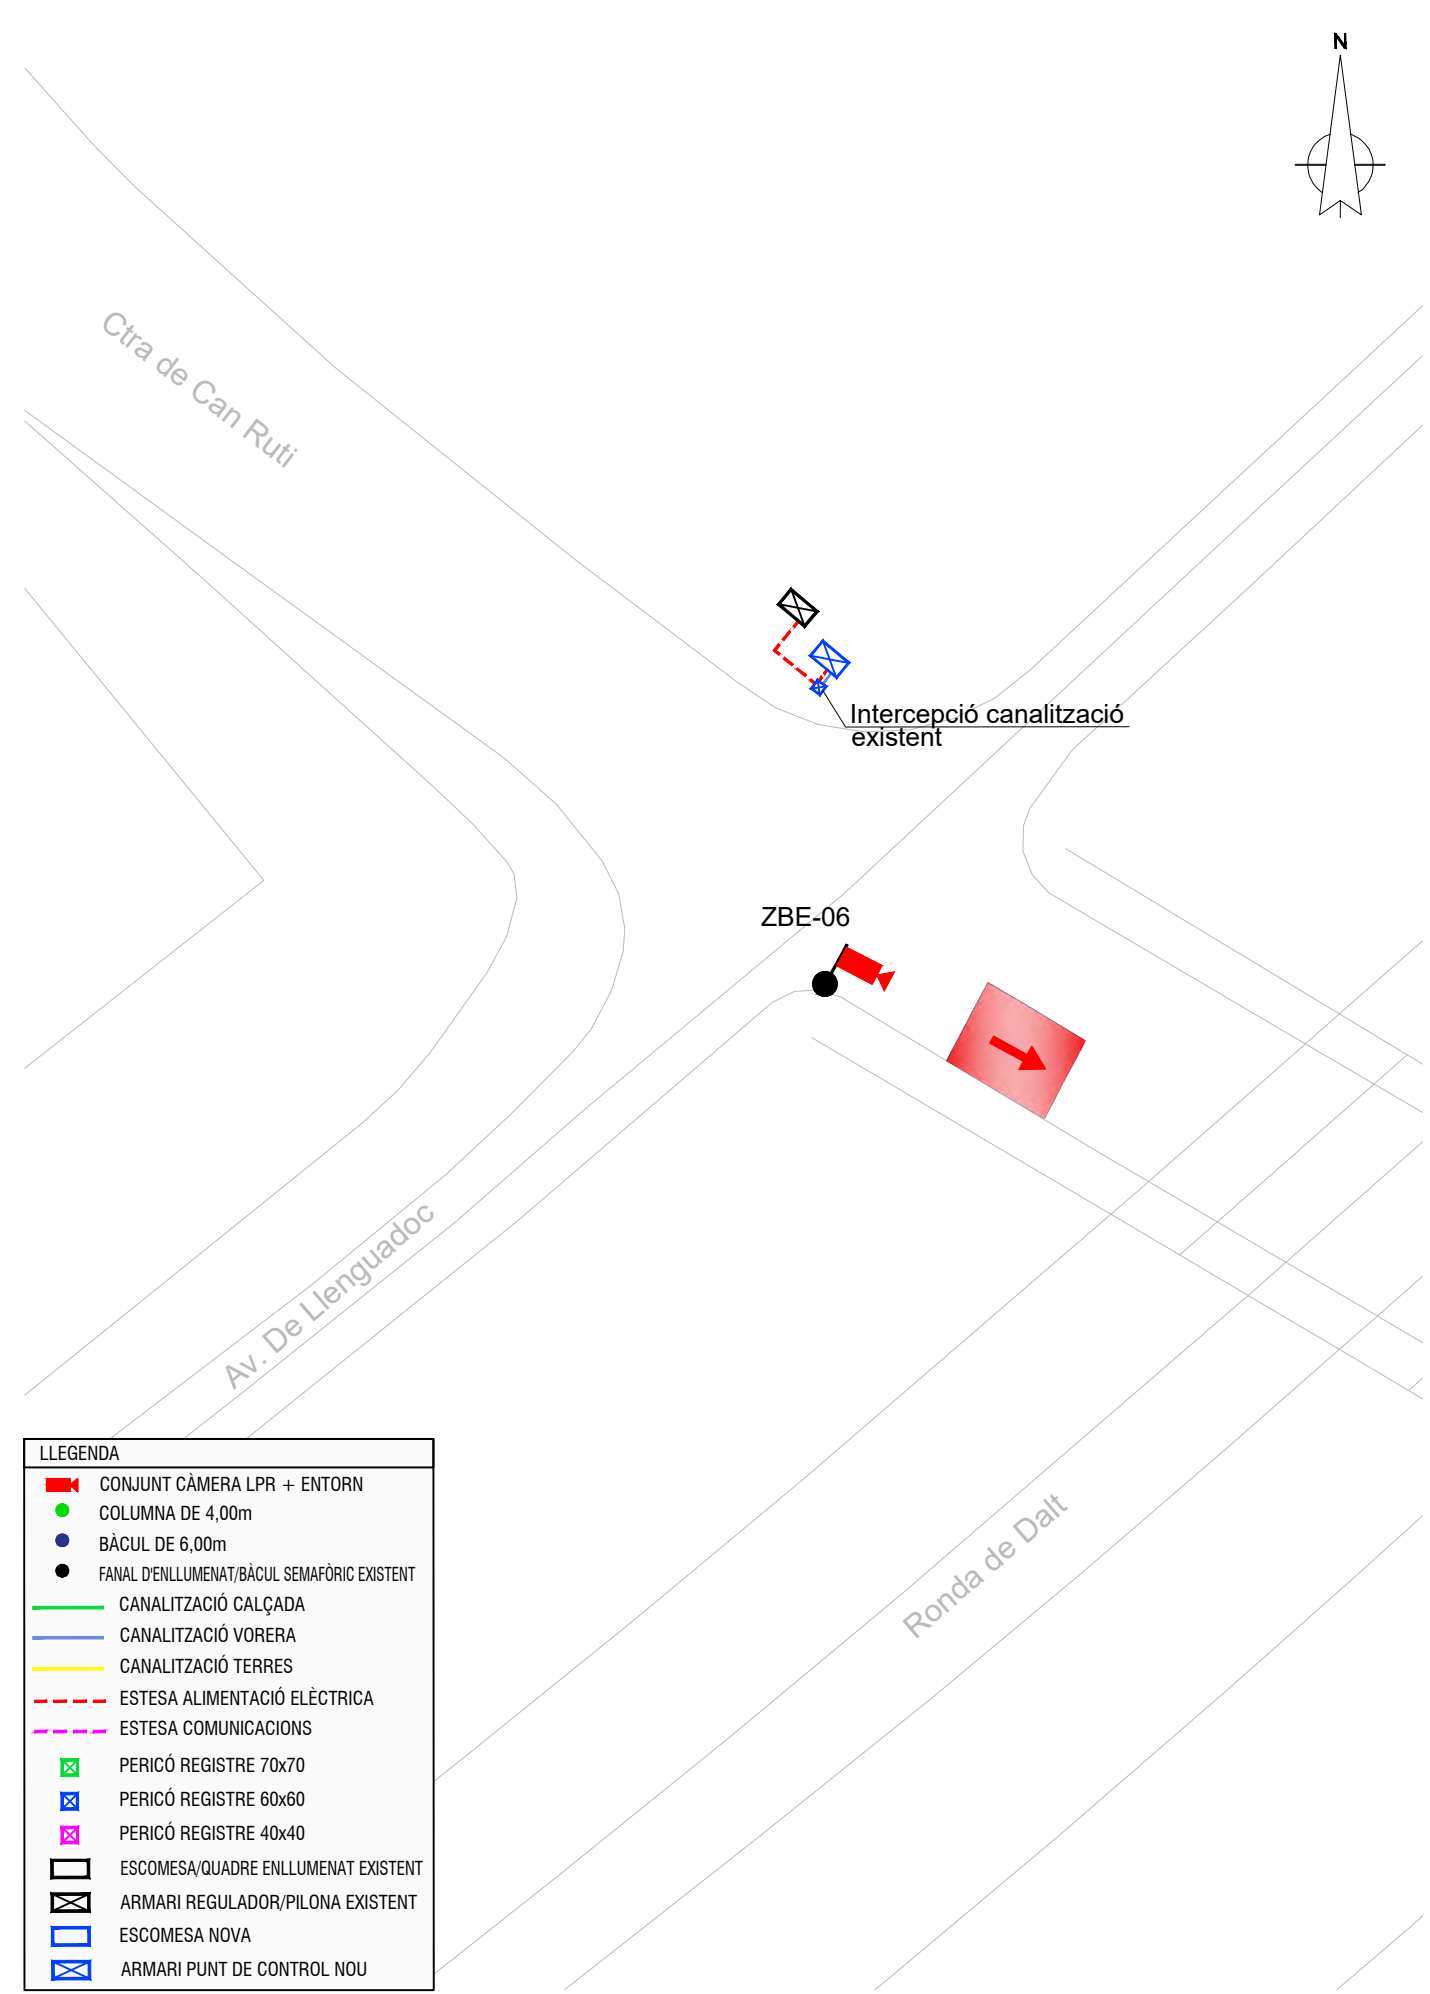 N
Ctra de Can Ruti
Intercepció canalització
existent
ZBE-06
Av. De Llenguadoc
Ronda de Dalt
LLEGENDA
CONJUNT CÀMERA LPR + ENTORN
COLUMNA DE 4,00m
BÀCUL DE 6,00m
FANAL D'ENLLUMENAT/BÀCUL SEMAFÒRIC EXISTENT
CANALITZACIÓ CALÇADA
CANALITZACIÓ VORERA
CANALITZACIÓ TERRES
ESTESA ALIMENTACIÓ ELÈCTRICA
ESTESA COMUNICACIONS
PERICÓ REGISTRE 70x70
PERICÓ REGISTRE 60x60
PERICÓ REGISTRE 40x40
ESCOMESA/QUADRE ENLLUMENAT EXISTENT
ARMARI REGULADOR/PILONA EXISTENT
ESCOMESA NOVA
ARMARI PUNT DE CONTROL NOU